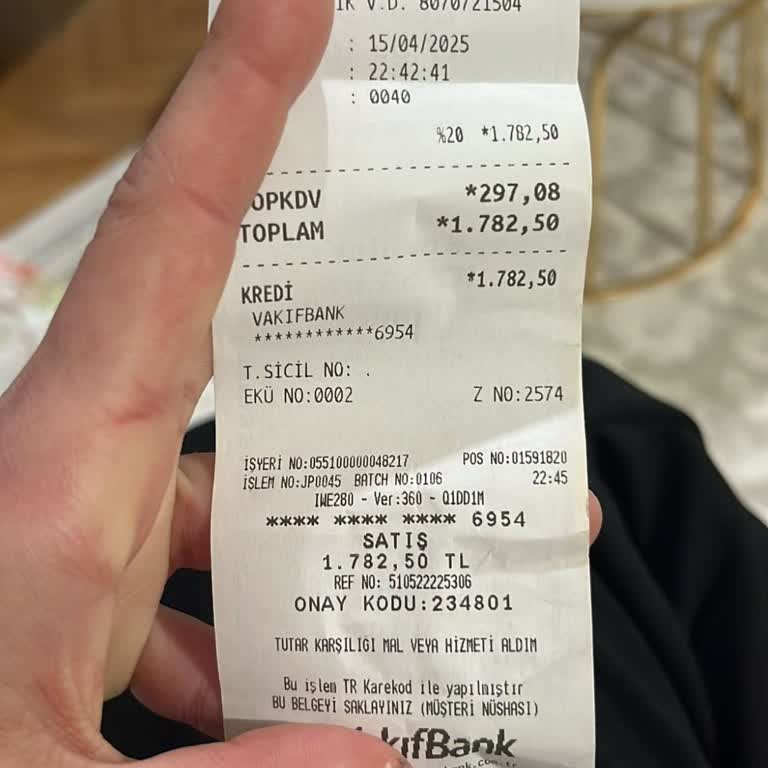 V.D. 8070721504
: 15/04/2025
: 22:42:41
: 0040
%20 *1.782,50
OPKDV *297,08
TOPLAM *1.782,50
KREDİ *1.782,50
VAKIFBANK
************6954
T.SİCİL NO: .
EKÜ NO:0002 Z NO:2574
İŞYERİ NO:055100000048217 POS NO:01591820
İŞLEM NO:JP0045 BATCH NO:0106 22:45
IWE280 - Ver:360 - Q1DD1M
**** **** **** 6954
SATIŞ
1.782,50 TL
REF NO: 510522225306
ONAY KODU:234801
TUTAR KARŞILIĞI MAL VEYA HİZMETİ ALDIM
Bu işlem TR Karekod ile yapılmıştır
BU BELGEYİ SAKLAYINIZ (MÜŞTERİ NÜSHASI)
kıfBank